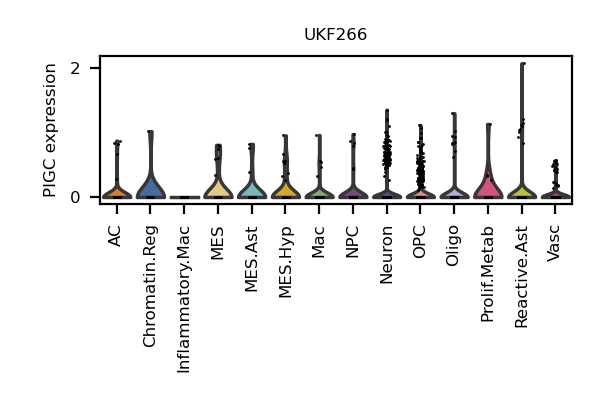 UKF266
PIGC expression
2
0
AC
Chromatin.Reg
Inflammatory.Mac
MES
MES.Ast
MES.Hyp
Mac
NPC
Neuron
OPC
Oligo
Prolif.Metab
Reactive.Ast
Vasc